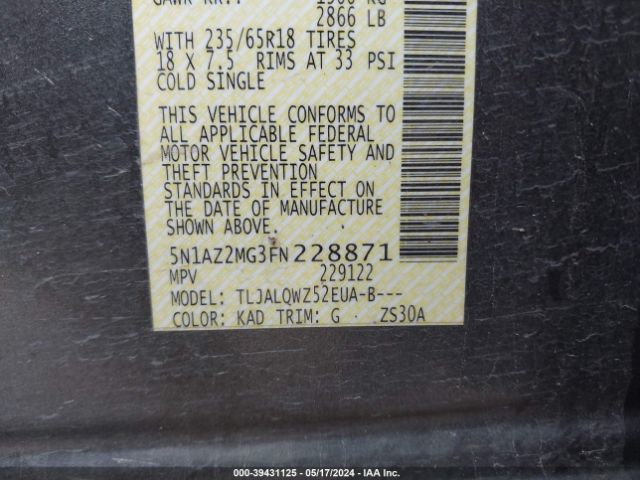 2866 LB
WITH 235/65R18 TIRES
18 X 7.5 RIMS AT 33 PSI
COLD SINGLE
THIS VEHICLE CONFORMS TO
ALL APPLICABLE FEDERAL
MOTOR VEHICLE SAFETY AND
THEFT PREVENTION
STANDARDS IN EFFECT ON
THE DATE OF MANUFACTURE
SHOWN ABOVE.
5N1AZ2MG3FN228871
MPV 229122
MODEL: TLJALQWZ52EUA-B---
COLOR: KAD TRIM: G ZS30A
000-39431125 - 05/17/2024 - IAA Inc.